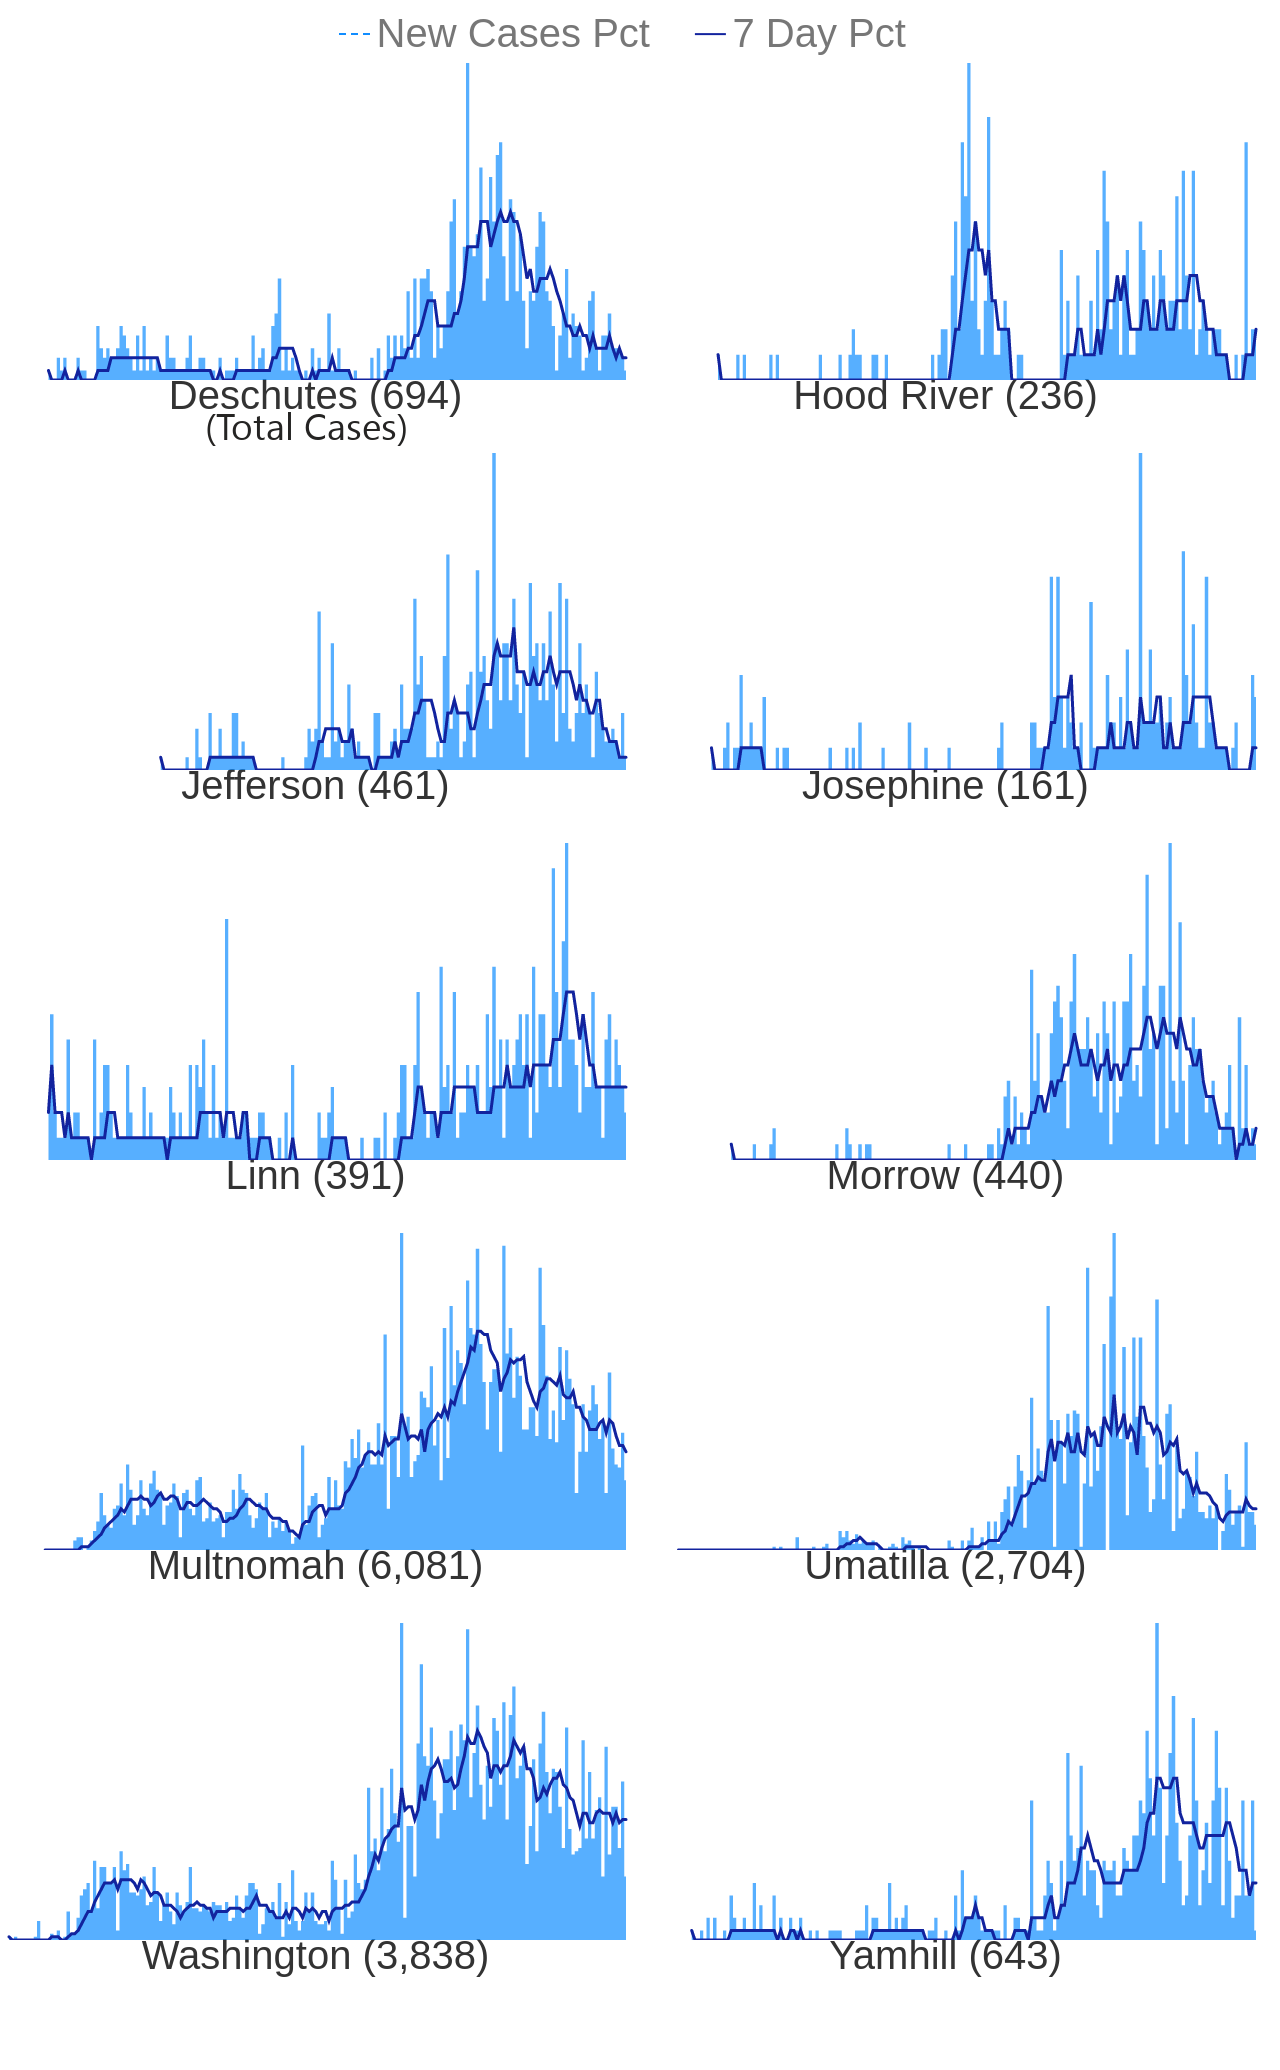 New Cases Pct 7 Day Pct
Deschutes (694) Hood River (236)
(Total Cases)
Jefferson (461) Josephine (161)
Linn (391) Morrow (440)
Multnomah (6,081) Umatilla (2,704)
Washington (3,838) Yamhill (643)